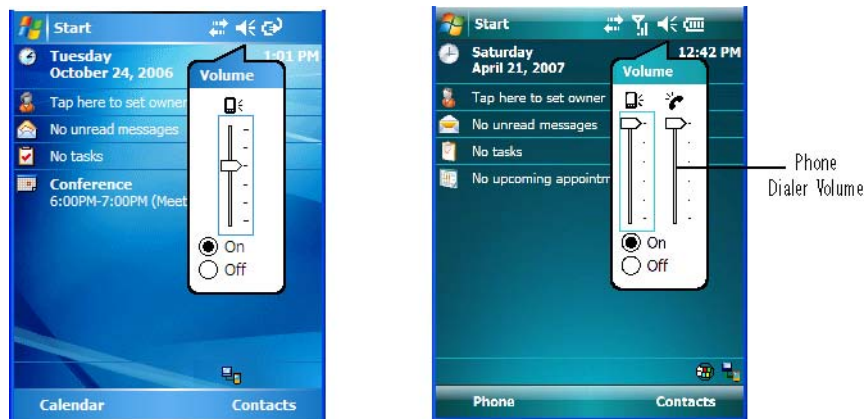 Start
Tuesday
October 24, 2006
1:01 PM
Volume
Tap here to set owner
No unread messages
No tasks
Conference
6:00PM-7:00PM (Meet
On
Off
Calendar
Contacts
Start
Saturday
April 21, 2007
12:42 PM
Volume
Tap here to set owner
No unread messages
No tasks
No upcoming appointm
On
Off
Phone
Contacts
Phone
Dialer Volume